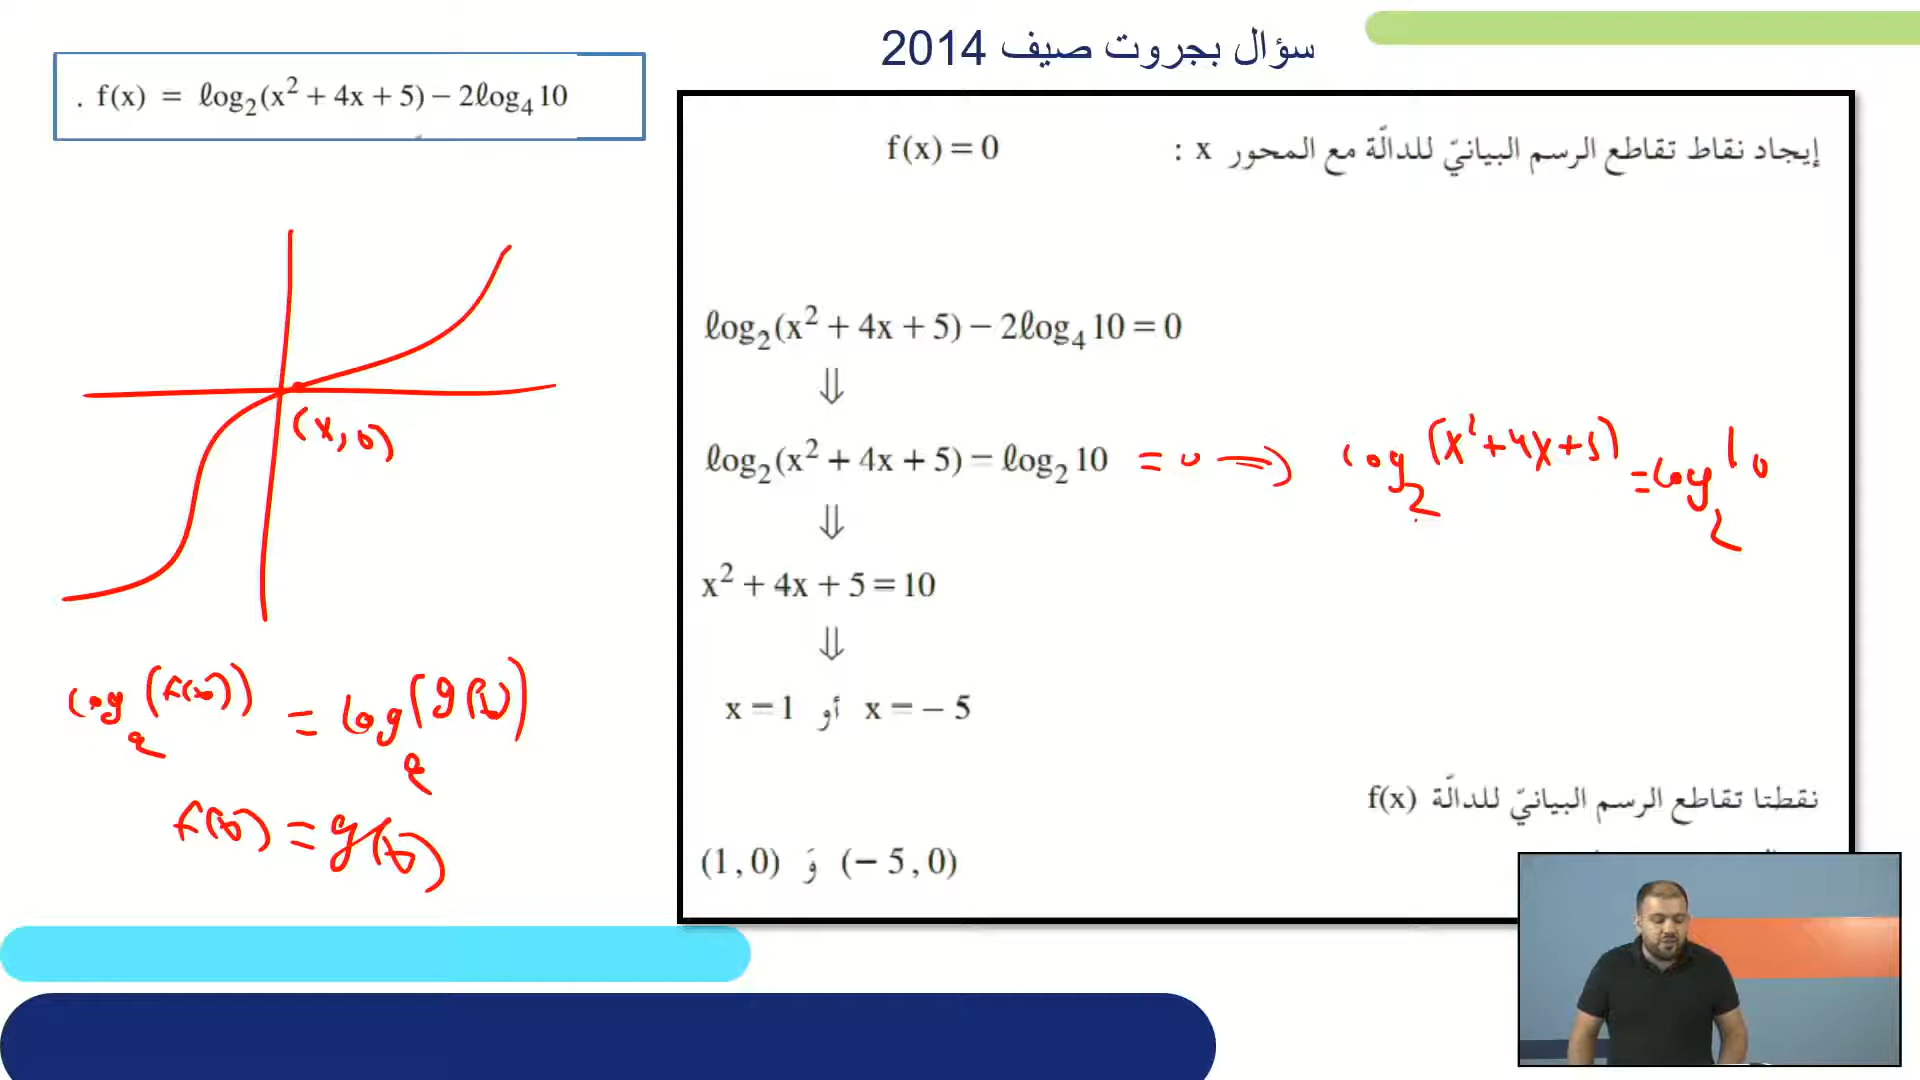 سؤال بجروت صيف 2014
. f(x) = ℓog₂(x² + 4x + 5) − 2ℓog₄ 10
إيجاد نقاط تقاطع الرسم البيانيّ للدالّة مع المحور x : f(x) = 0
ℓog₂(x² + 4x + 5) − 2ℓog₄ 10 = 0
⇓
ℓog₂(x² + 4x + 5) − ℓog₂ 10 = 0 ⟹ log₂(x² + 4x + 5) = log₂ 10
⇓
x² + 4x + 5 = 10
⇓
x = 1 أو x = − 5
نقطتا تقاطع الرسم البيانيّ للدالّة f(x)
(1 , 0) وَ (− 5 , 0)
(x, 0)
log (f(x)) = log (g(x))
f(x) = g(x)